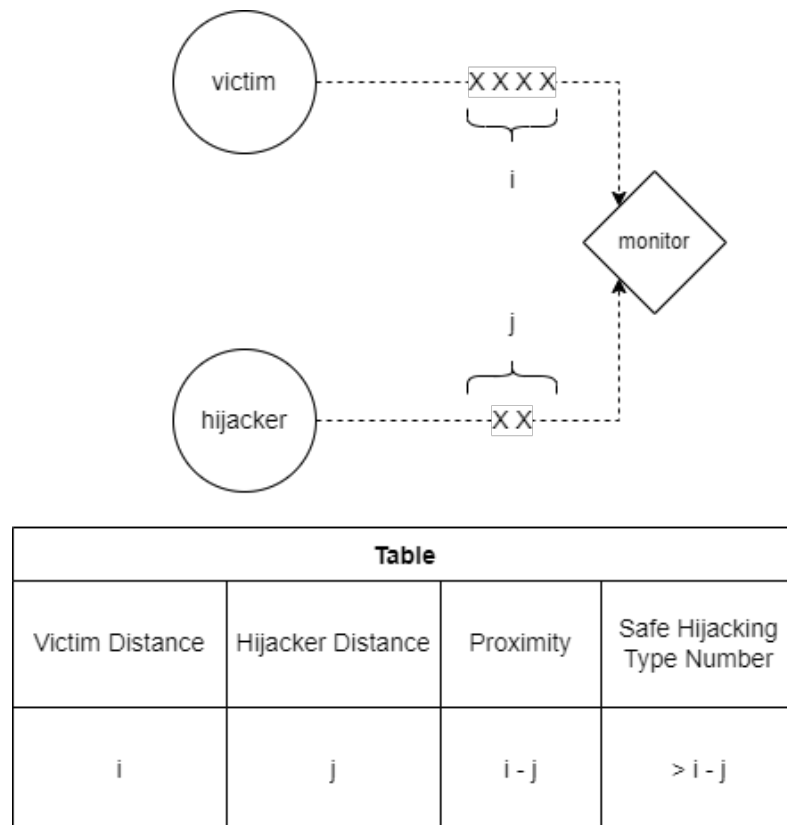 victim
X X X X
i
monitor
j
hijacker
X X
Table
Victim Distance
Hijacker Distance
Proximity
Safe Hijacking
Type Number
i
j
i - j
> i - j